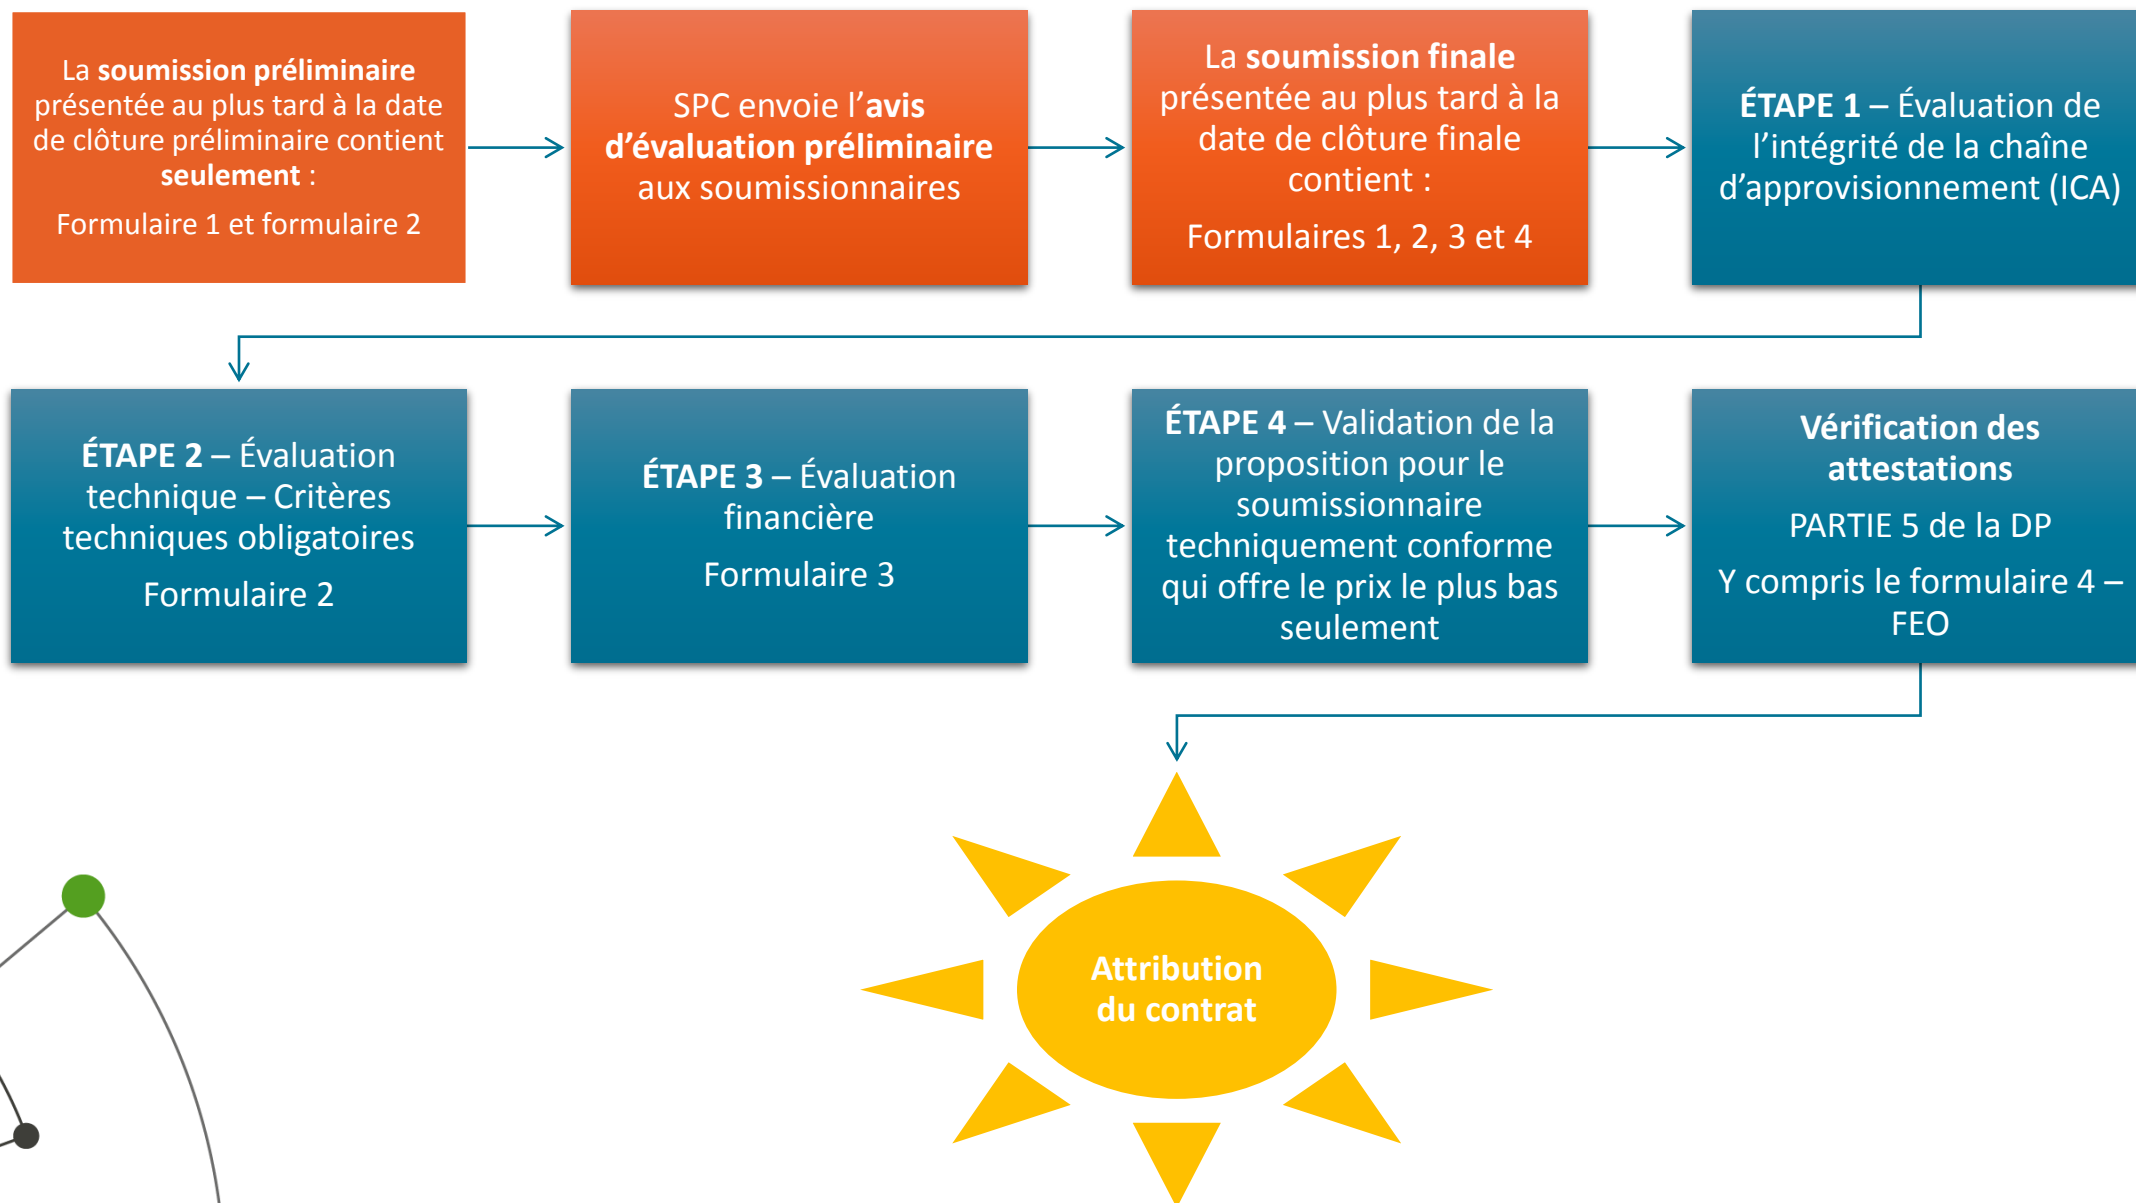 La soumission préliminaire
présentée au plus tard à la date
de clôture préliminaire contient
seulement :
Formulaire 1 et formulaire 2
SPC envoie l’avis
d’évaluation préliminaire
aux soumissionnaires
La soumission finale
présentée au plus tard à la
date de clôture finale
contient :
Formulaires 1, 2, 3 et 4
ÉTAPE 1 – Évaluation de
l’intégrité de la chaîne
d’approvisionnement (ICA)
ÉTAPE 2 – Évaluation
technique – Critères
techniques obligatoires
Formulaire 2
ÉTAPE 3 – Évaluation
financière
Formulaire 3
ÉTAPE 4 – Validation de la
proposition pour le
soumissionnaire
techniquement conforme
qui offre le prix le plus bas
seulement
Vérification des
attestations
PARTIE 5 de la DP
Y compris le formulaire 4 –
FEO
Attribution
du contrat